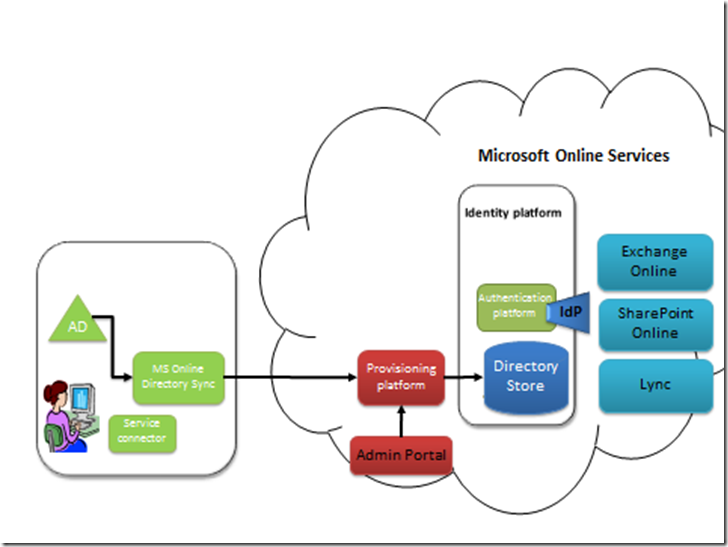 Microsoft Online Services
Identity platform
Exchange
Online
Authentication
platform
IdP
SharePoint
Online
AD
MS Online
Directory Sync
Provisioning
platform
Directory
Store
Lync
Service
connector
Admin Portal